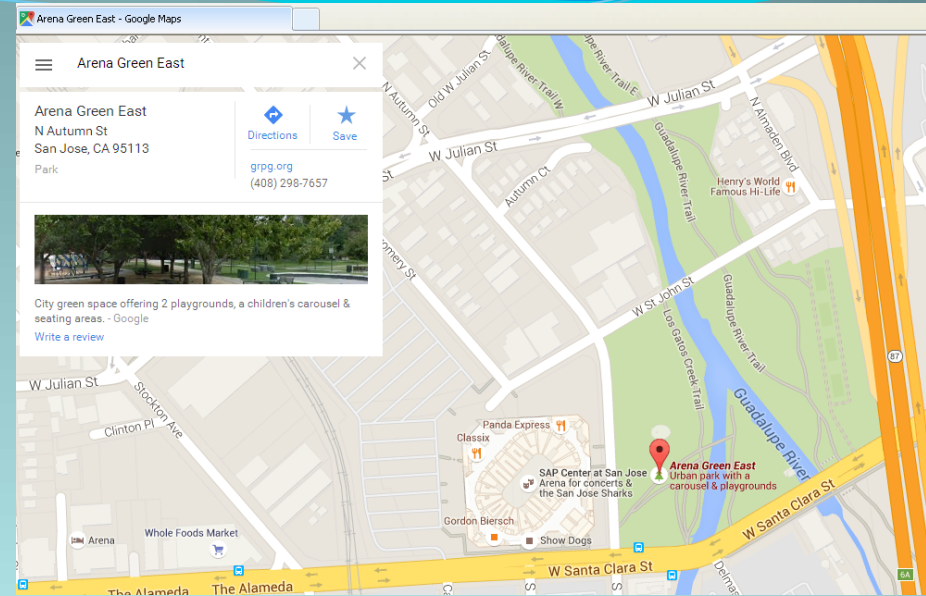 Arena Green East - Google Maps
Arena Green East
Arena Green East
N Autumn St
San Jose, CA 95113
Park
Directions
Save
grpg.org
(408) 298-7657
City green space offering 2 playgrounds, a children's carousel &
seating areas. - Google
Write a review
Old W Julian St
N Autumn St
W Julian St
W Julian St
Autumn Ct
Guadalupe River Trail
N Almaden Blvd
Henry's World
Famous Hi-Life
W St John St
Los Gatos Creek Trail
Guadalupe River Trail
Guadalupe River
87
W Julian St
Clinton Pl
Stockton Ave
Panda Express
Classix
SAP Center at San Jose
Arena for concerts &
the San Jose Sharks
Gordon Biersch
Show Dogs
Arena Green East
Urban park with a
carousel & playgrounds
W Santa Clara St
W Santa Clara St
Arena
Whole Foods Market
The Alameda
The Alameda
6A